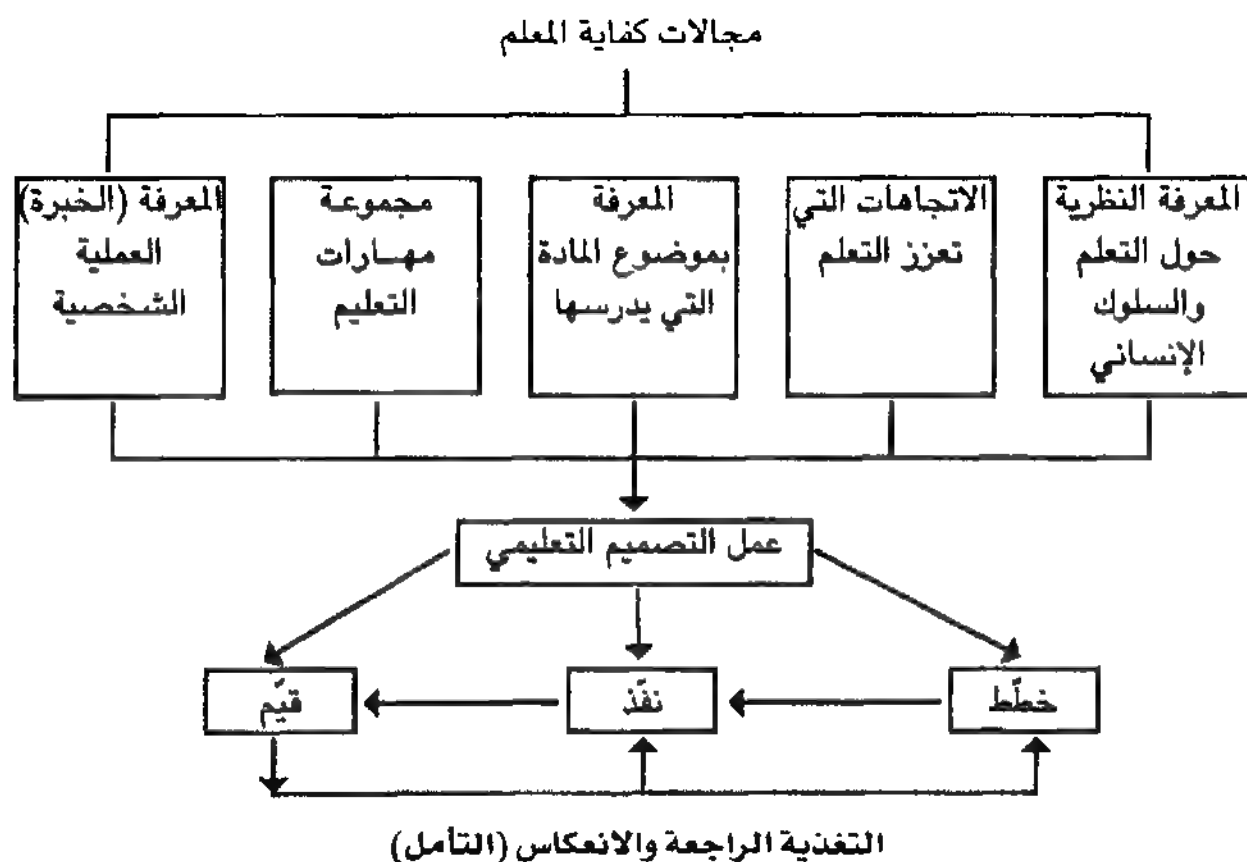 مجالات كفاية المعلم
المعرفة النظرية
حول التعلم
والسلوك
الإنساني
الاتجاهات التي
تعزز التعلم
المعرفة
بموضوع المادة
التي يدرسها
مجموعة
مهارات
التعليم
المعرفة (الخبرة)
العملية
الشخصية
عمل التصميم التعليمي
خطّط
نفّذ
قيّم
التغذية الراجعة والانعكاس (التأمل)